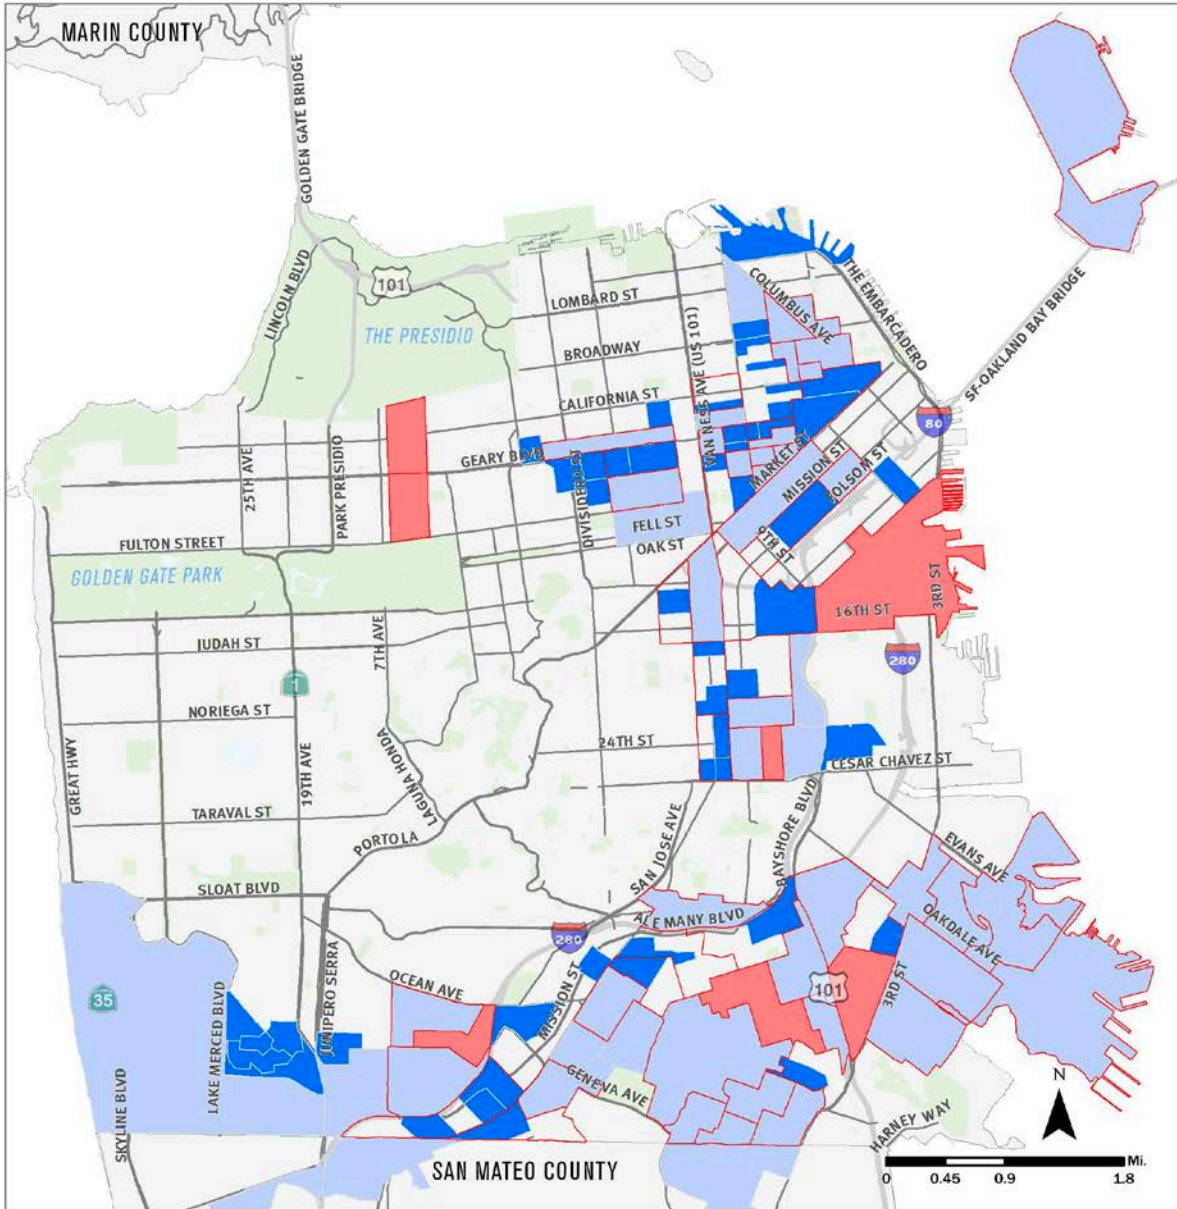 MARIN COUNTY
GOLDEN GATE BRIDGE
LINCOLN BLVD
101
THE PRESIDIO
LOMBARD ST
BROADWAY
CALIFORNIA ST
VAN NESS AVE (US 101)
COLUMBUS AVE
THE EMBARCADERO
SF-OAKLAND BAY BRIDGE
80
25TH AVE
PARK PRESIDIO
GEARY BLVD
DIVISIDERO ST
MARKET ST
MISSION ST
FOLSOM ST
FULTON STREET
FELL ST
OAK ST
9TH ST
GOLDEN GATE PARK
16TH ST
3RD ST
JUDAH ST
7TH AVE
280
1
NORIEGA ST
24TH ST
CESAR CHAVEZ ST
GREAT HWY
19TH AVE
LAGUNA HONDA
TARAVAL ST
PORTOLA
SAN JOSE AVE
BAYSHORE BLVD
EVANS AVE
SLOAT BLVD
ALEMANY BLVD
OAKDALE AVE
280
35
LAKE MERCED BLVD
JUNIPERO SERRA
OCEAN AVE
MISSION ST
101
3RD ST
GENEVA AVE
SKYLINE BLVD
HARNEY WAY
N
SAN MATEO COUNTY
Mi.
0 0.45 0.9 1.8